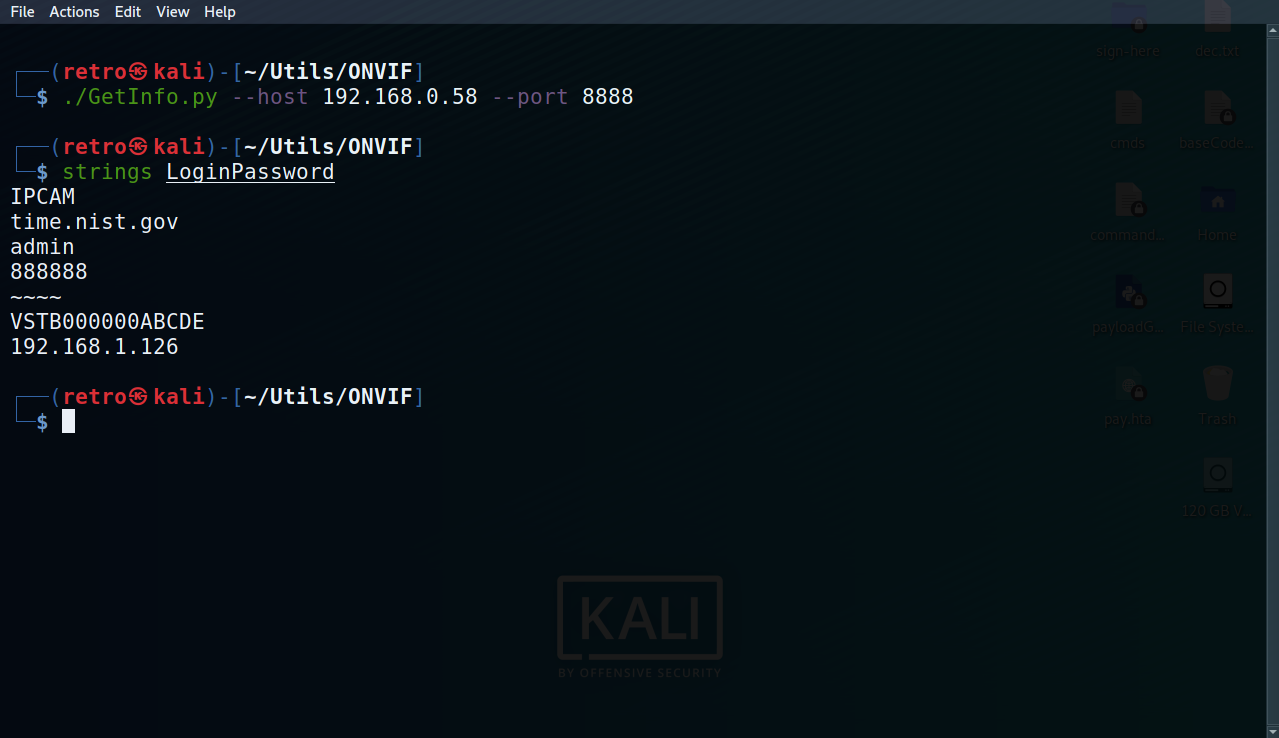 File Actions Edit View Help
┌──(retro㉿kali)-[~/Utils/ONVIF]
└─$ ./GetInfo.py --host 192.168.0.58 --port 8888
┌──(retro㉿kali)-[~/Utils/ONVIF]
└─$ strings LoginPassword
IPCAM
time.nist.gov
admin
888888
~~~~
VSTB000000ABCDE
192.168.1.126
┌──(retro㉿kali)-[~/Utils/ONVIF]
└─$
sign-here dec.txt
cmds baseCode...
command... Home
payloadG... File Syste...
pay.hta Trash
120 GB V...
KALI
BY OFFENSIVE SECURITY